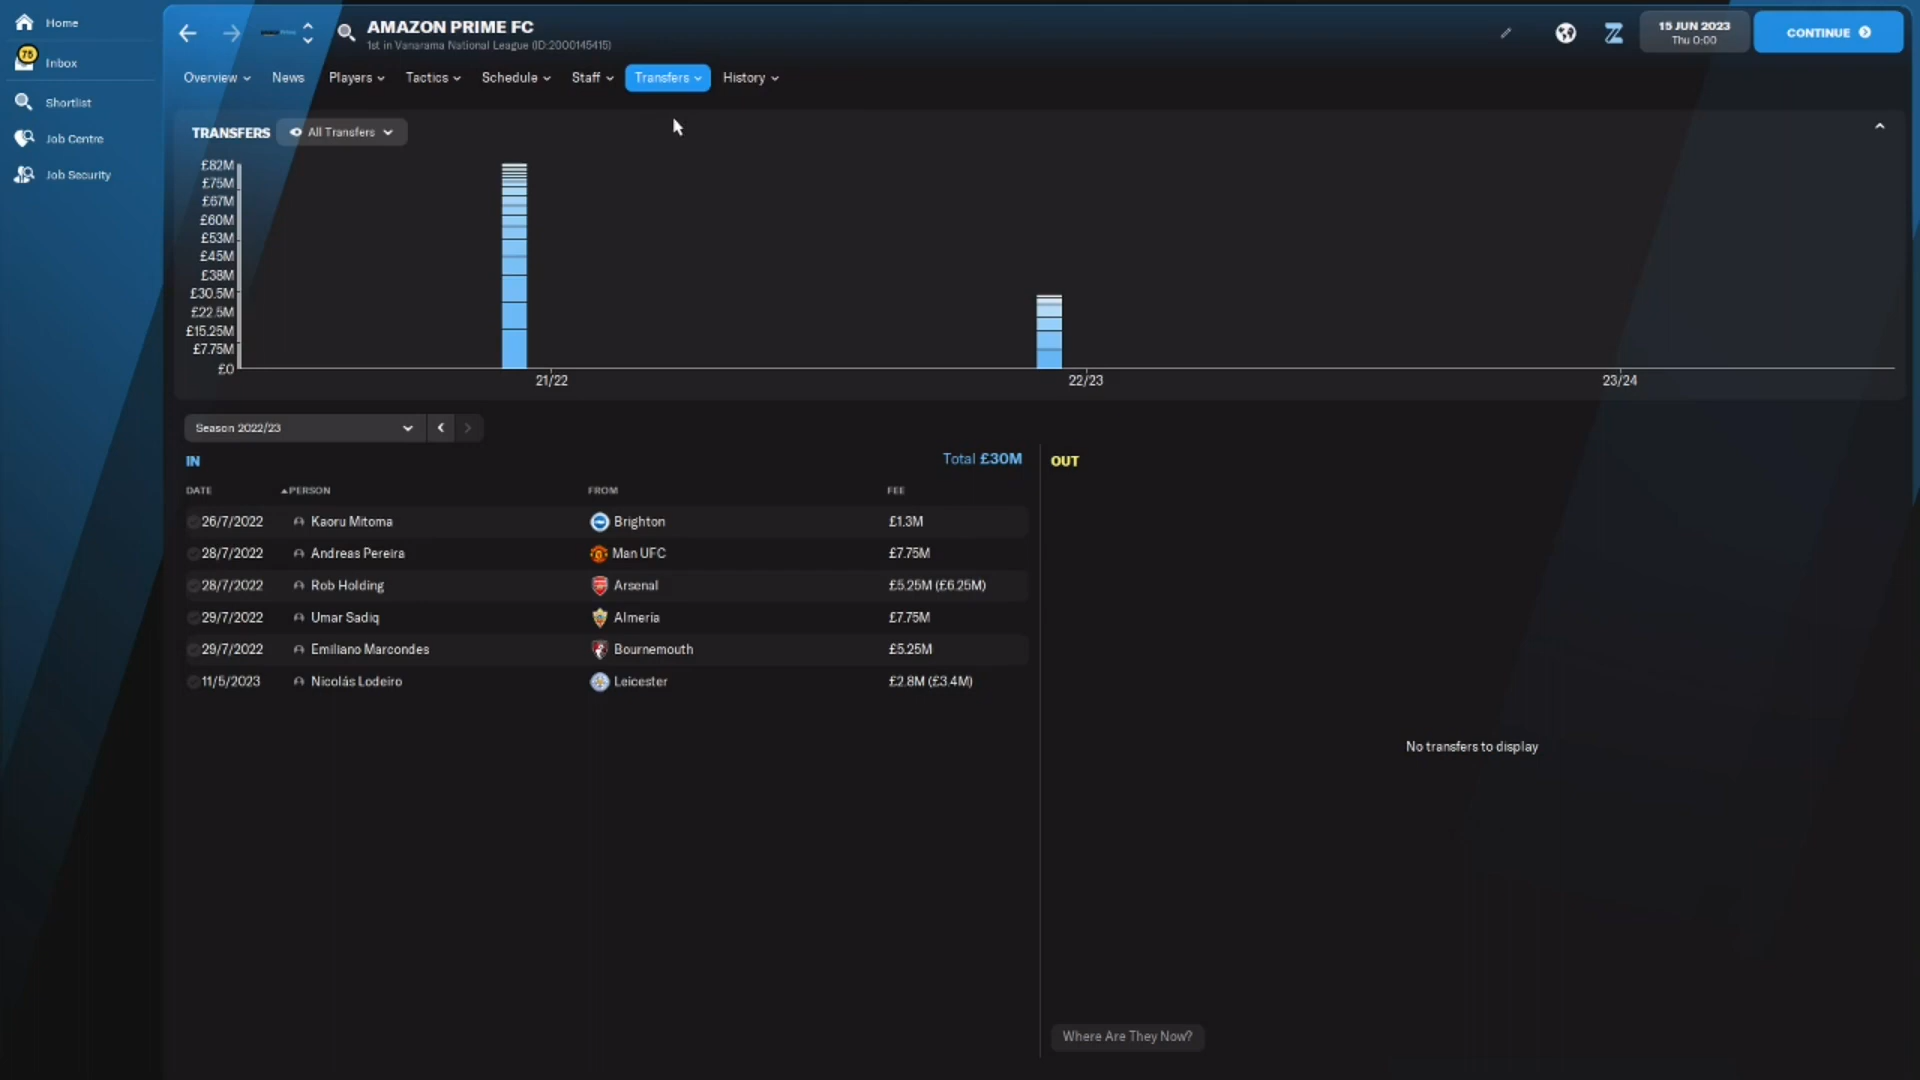 Home
75
Inbox
Shortlist
Job Centre
Job Security
AMAZON PRIME FC
1st in Vanarama National League (ID:2000145415)
15 JUN 2023
Thu 0:00
CONTINUE
Overview
News
Players
Tactics
Schedule
Staff
Transfers
History
TRANSFERS
All Transfers
£82M
£75M
£67M
£60M
£53M
£45M
£38M
£30.5M
£22.5M
£15.25M
£7.75M
£0
21/22
22/23
23/24
Season 2022/23
IN
Total £30M
DATE PERSON FROM FEE
26/7/2022 Kaoru Mitoma Brighton £1.3M
28/7/2022 Andreas Pereira Man UFC £7.75M
28/7/2022 Rob Holding Arsenal £5.25M (£6.25M)
29/7/2022 Umar Sadiq Almeria £7.75M
29/7/2022 Emiliano Marcondes Bournemouth £5.25M
11/5/2023 Nicolás Lodeiro Leicester £2.8M (£3.4M)
OUT
No transfers to display
Where Are They Now?